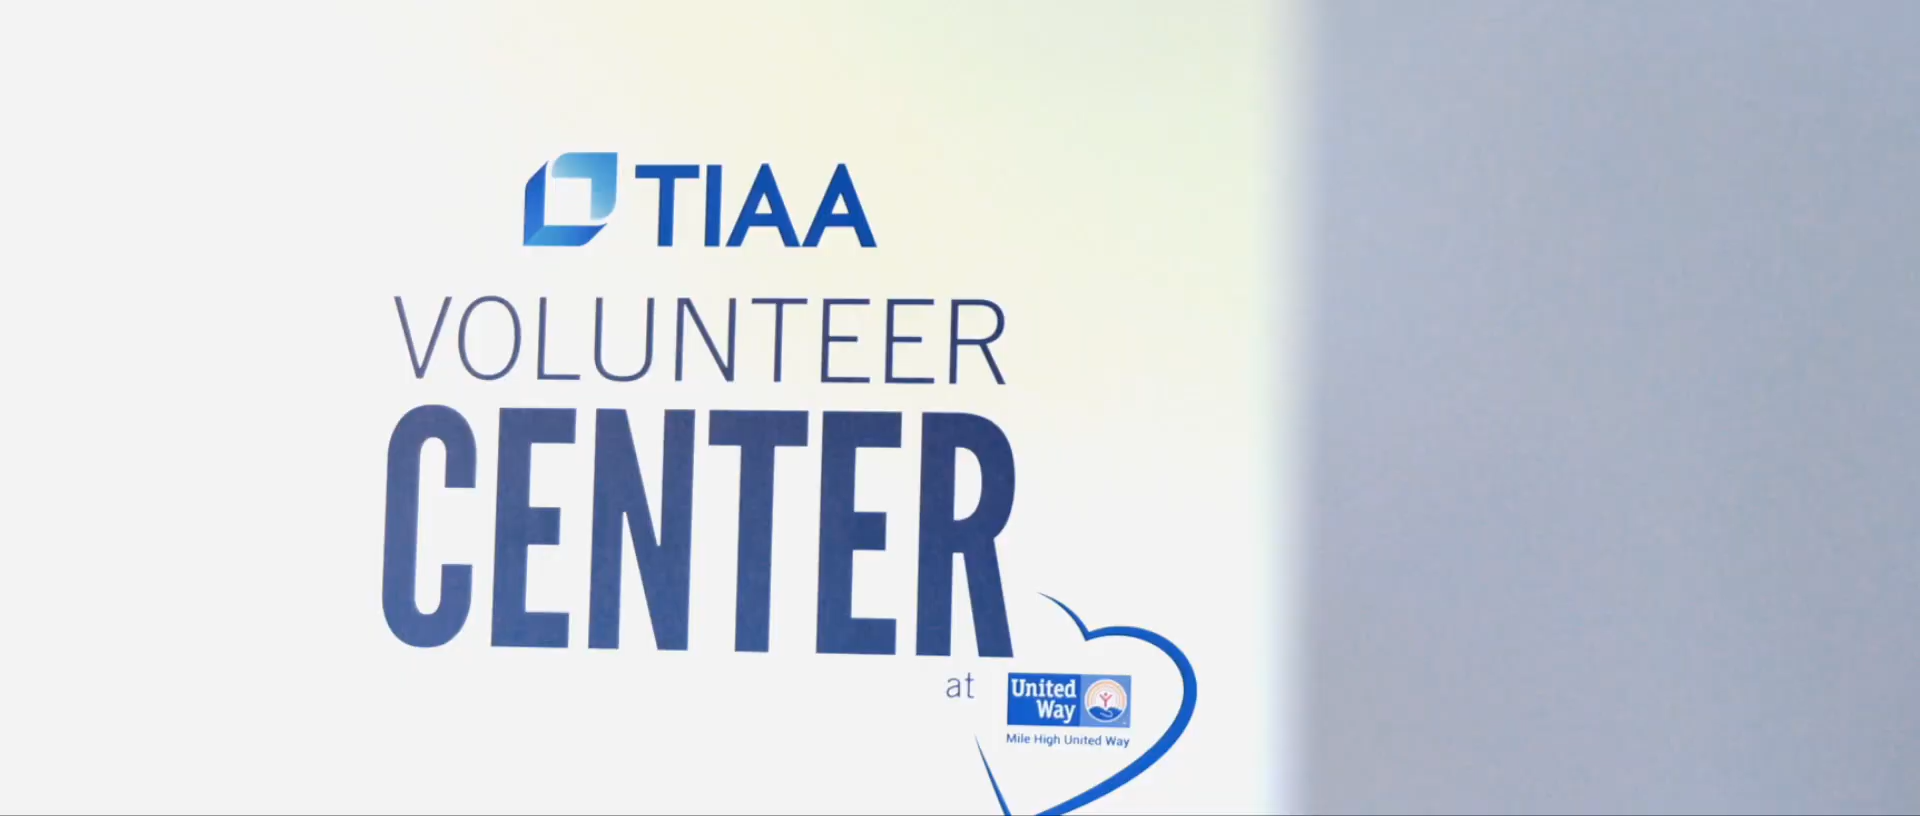 TIAA
VOLUNTEER
CENTER
at
United
Way
Mile High United Way